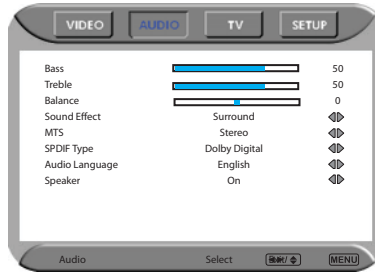 VIDEO AUDIO TV SETUP
Bass 50
Treble 50
Balance 0
Sound Effect Surround
MTS Stereo
SPDIF Type Dolby Digital
Audio Language English
Speaker On
Audio Select MENU